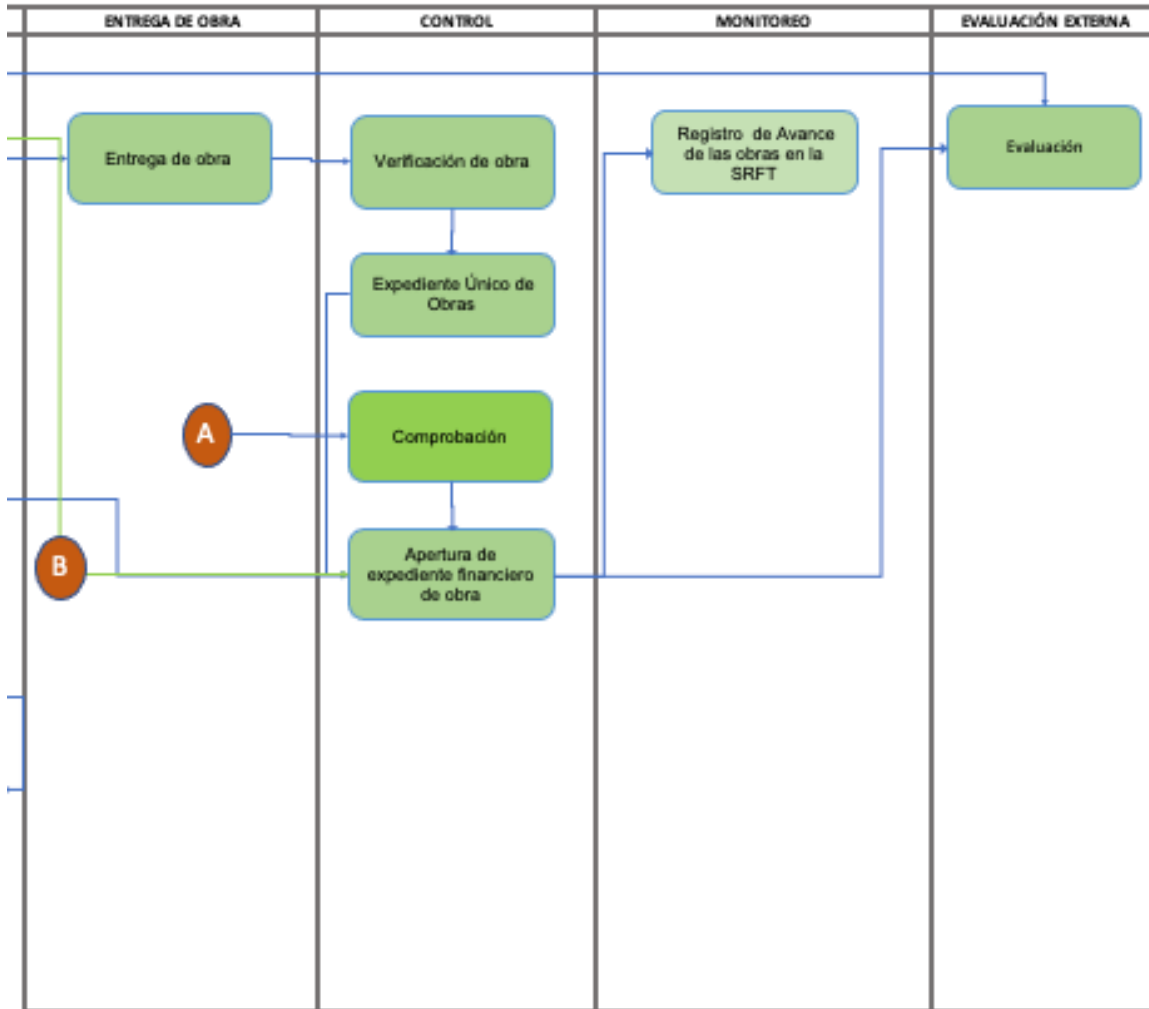 ENTREGA DE OBRA
CONTROL
MONITOREO
EVALUACIÓN EXTERNA
Entrega de obra
Verificación de obra
Registro de Avance
de las obras en la
SRFT
Evaluación
Expediente Único de
Obras
A
Comprobación
B
Apertura de
expediente financiero
de obra